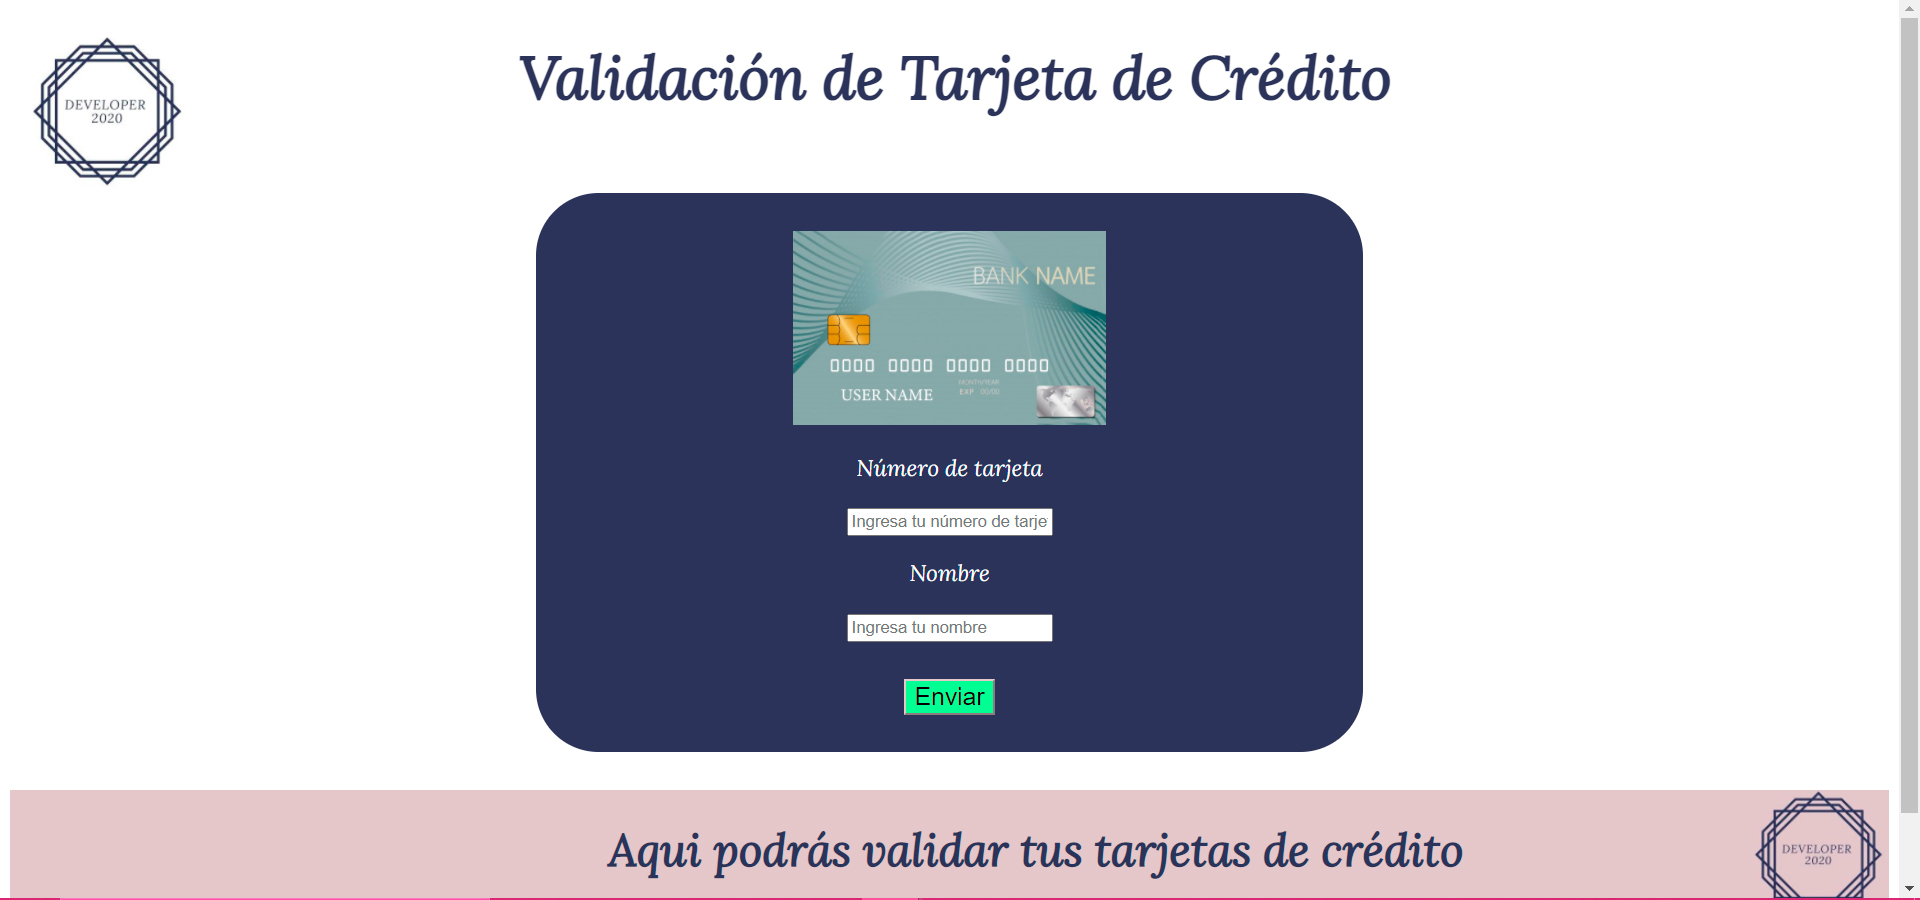 DEVELOPER
2020
Validación de Tarjeta de Crédito
BANK NAME
0000 0000 0000 0000
MONTH/YEAR
EXP 00/00
USER NAME
Número de tarjeta
Ingresa tu número de tarje
Nombre
Ingresa tu nombre
Enviar
Aqui podrás validar tus tarjetas de crédito
DEVELOPER
2020